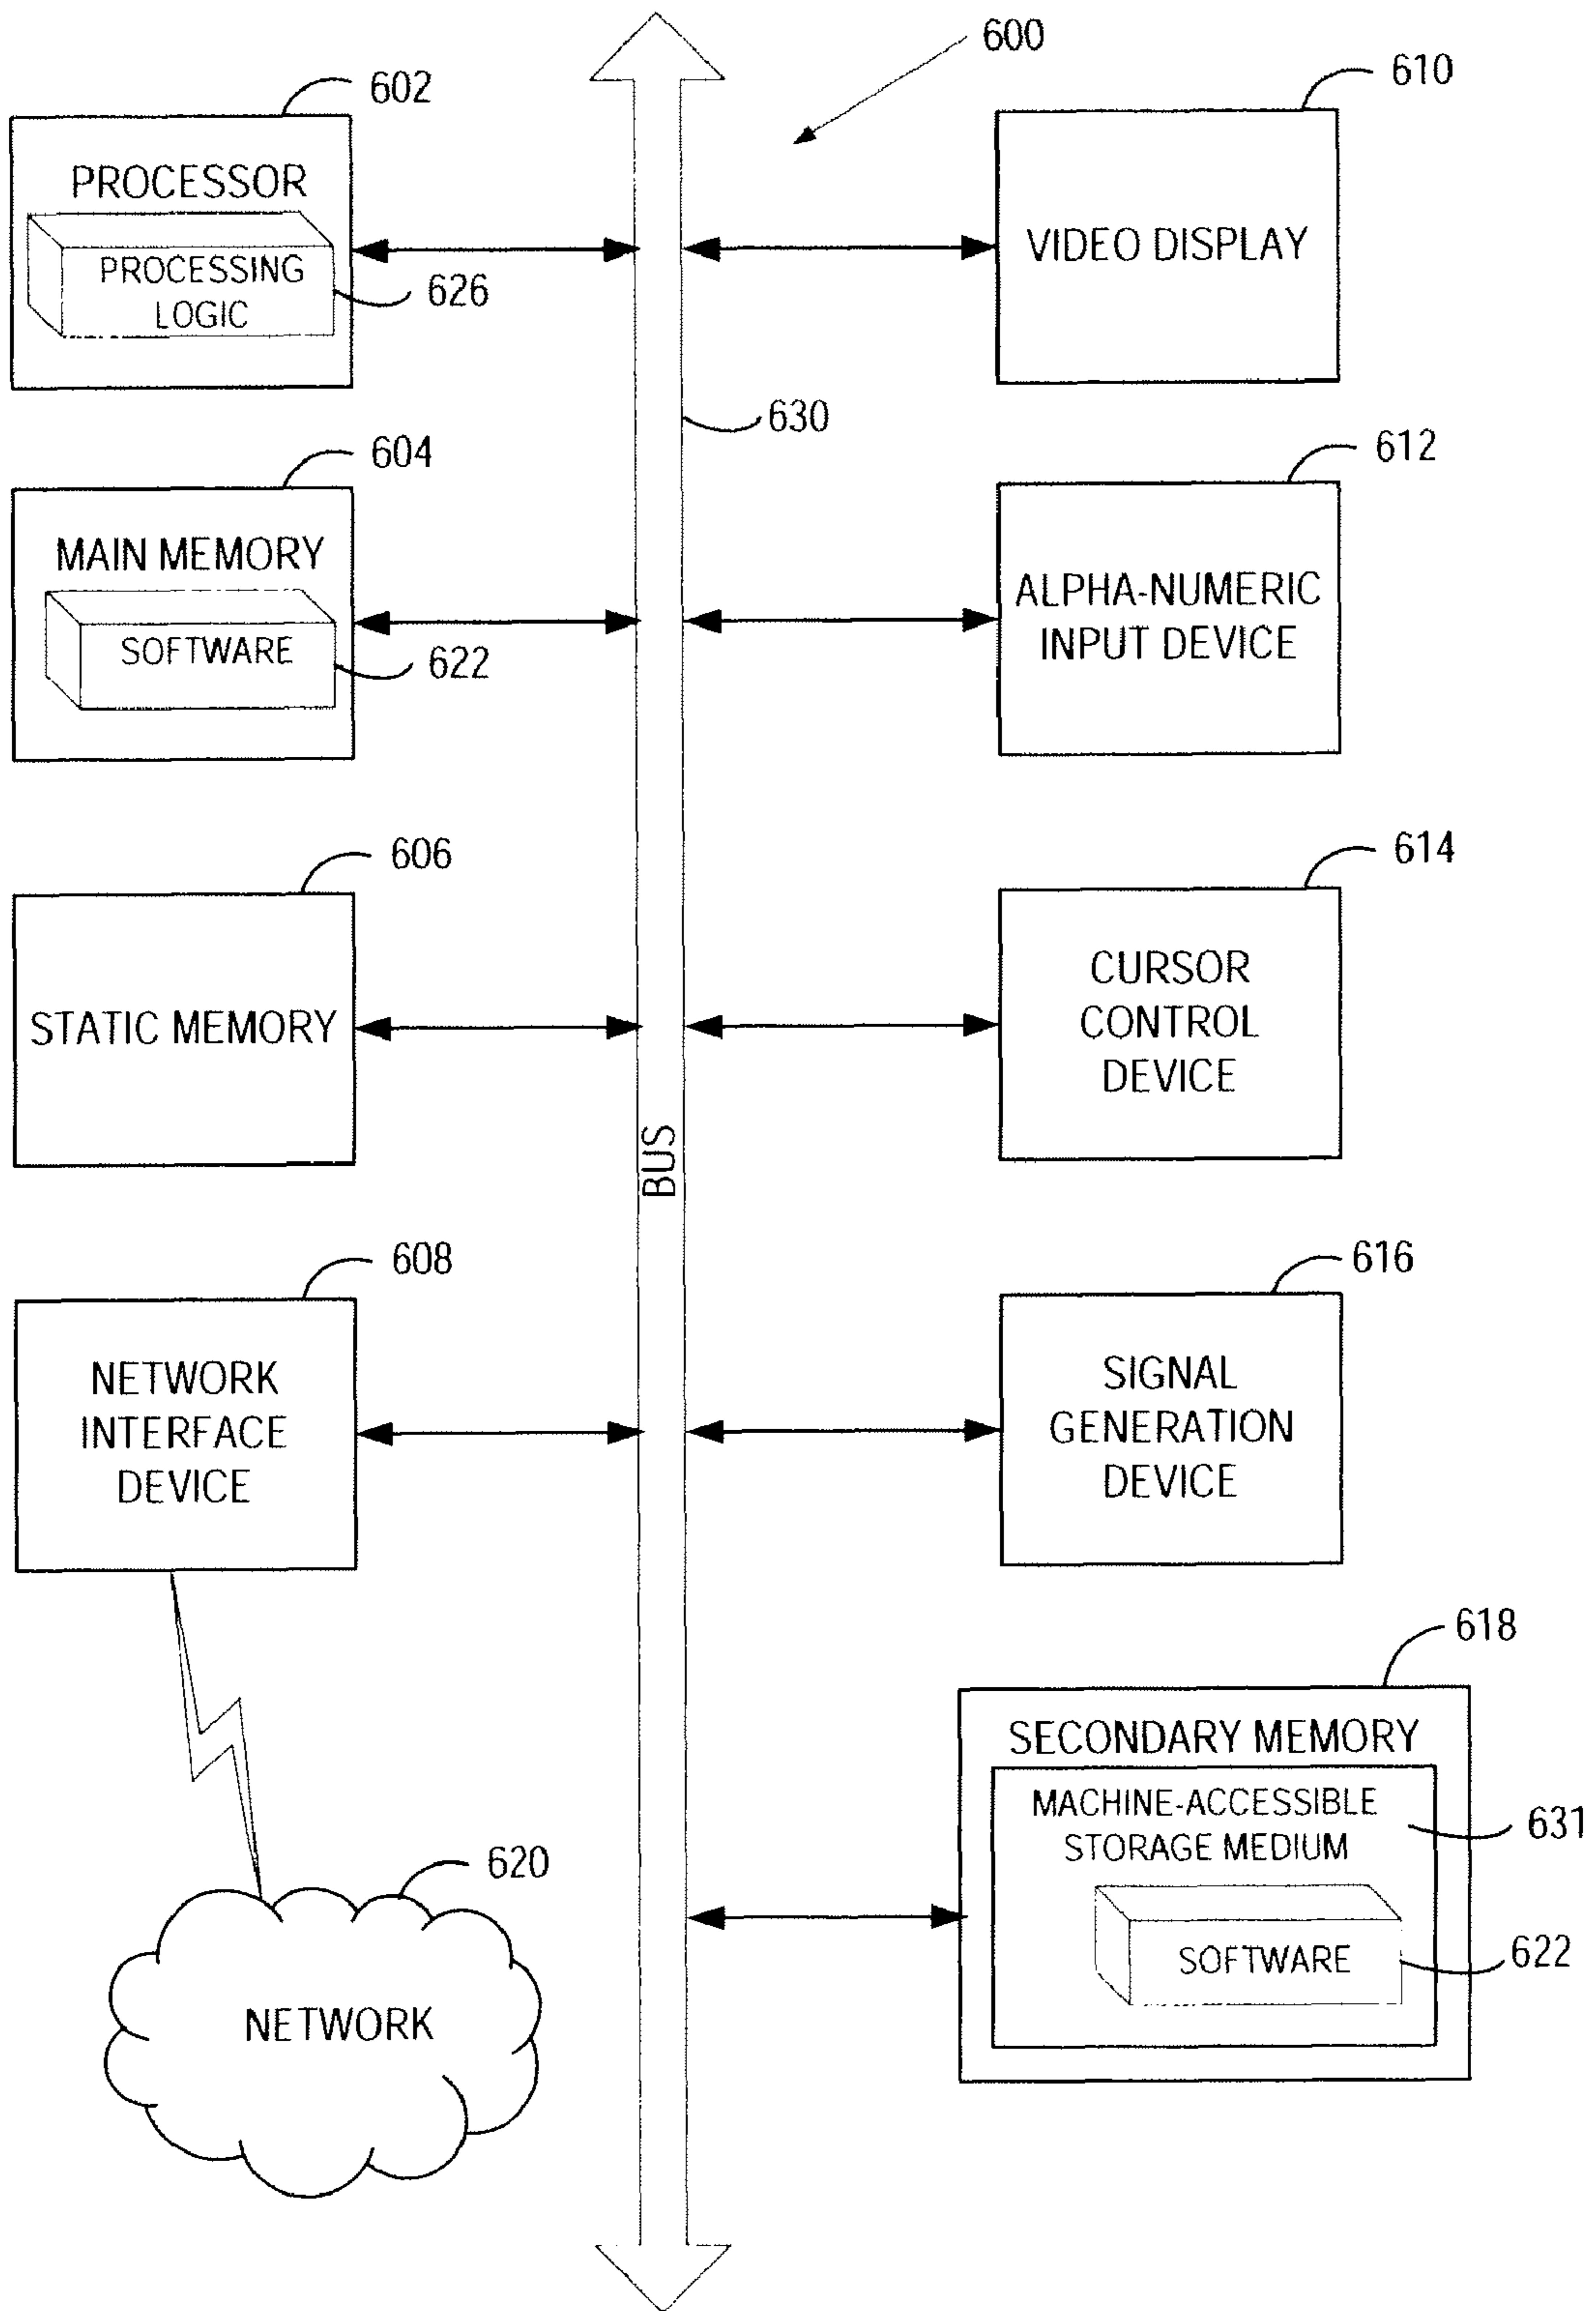 600
602
PROCESSOR
PROCESSING
LOGIC
626
610
VIDEO DISPLAY
630
604
MAIN MEMORY
SOFTWARE
622
612
ALPHA-NUMERIC
INPUT DEVICE
606
STATIC MEMORY
614
CURSOR
CONTROL
DEVICE
BUS
608
NETWORK
INTERFACE
DEVICE
616
SIGNAL
GENERATION
DEVICE
618
SECONDARY MEMORY
MACHINE-ACCESSIBLE
STORAGE MEDIUM
631
SOFTWARE
622
620
NETWORK